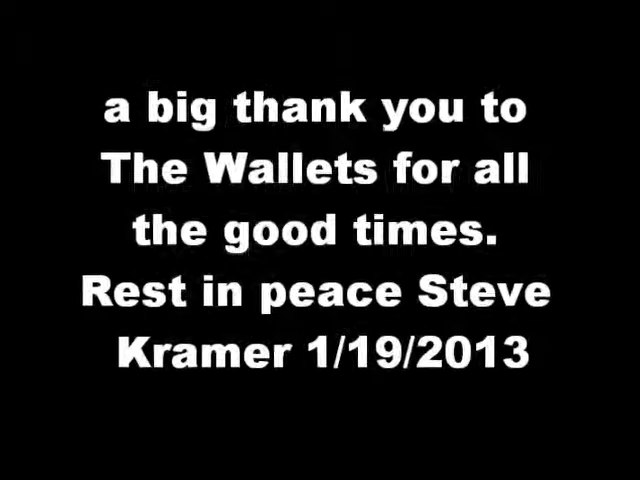 a big thank you to
The Wallets for all
the good times.
Rest in peace Steve
Kramer 1/19/2013